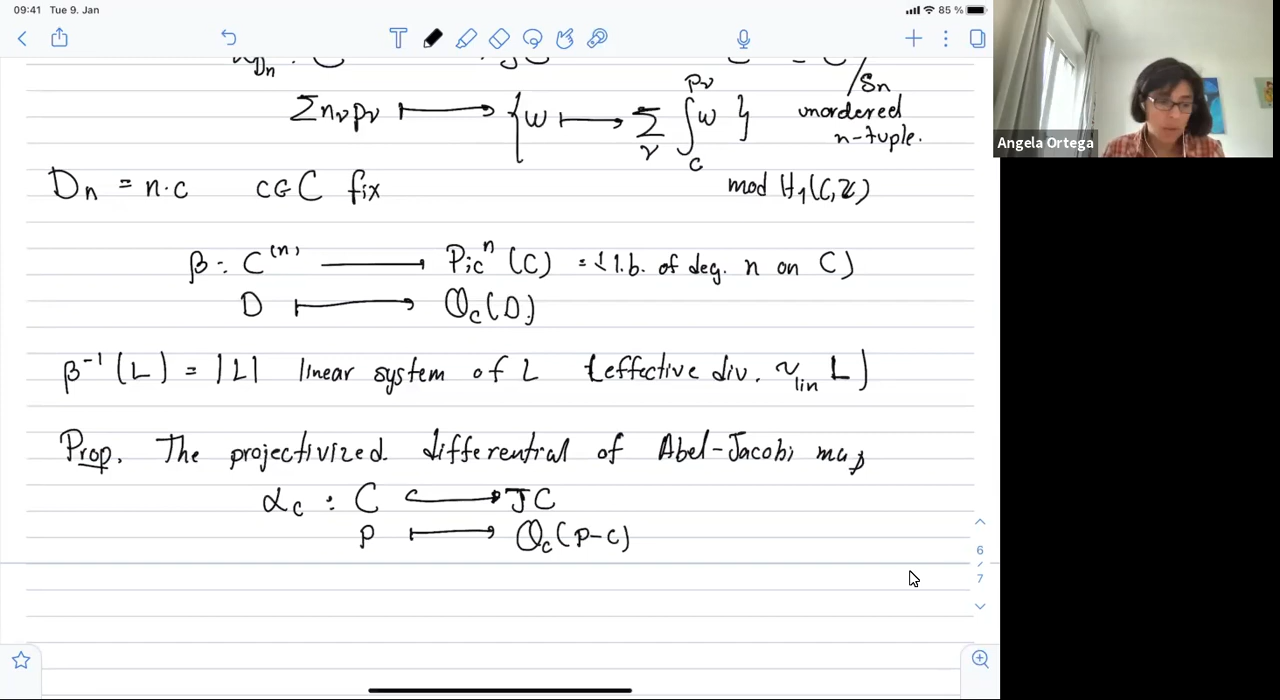 09:41 Tue 9. Jan
85 %
Σ n_ν p_ν ⟼ { ω ⟼ Σ_ν ∫_c^{p_ν} ω } /S_n unordered
n-tuple.
D_n = n·c c ∈ C fix mod H_1(C,ℤ)
β : C^(n) ⟶ Pic^n (C) = { l.b. of deg. n on C }
D ⟼ O_C(D)
β^-1 (L) = |L| linear system of L {effective div. ~_lin L}
Prop. The projectivized differential of Abel-Jacobi map
α_c : C ↪ JC
p ⟼ O_C(p-c)
6
7
T
Angela Ortega